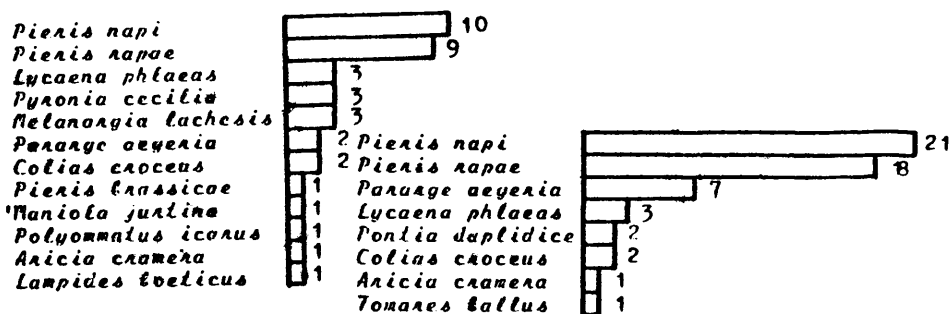 Pieris napi 10
Pieris rapae 9
Lycaena phlaeas 3
Pyronia cecilia 3
Melanargia lachesis 3
Pararge aegeria 2
Colias croceus 2
Pieris brassicae 1
Maniola jurtina 1
Polyommatus icarus 1
Aricia cramera 1
Lampides boeticus 1
Pieris napi 21
Pieris rapae 18
Pararge aegeria 7
Lycaena phlaeas 3
Pontia daplidice 2
Colias croceus 2
Aricia cramera 1
Tomares ballus 1